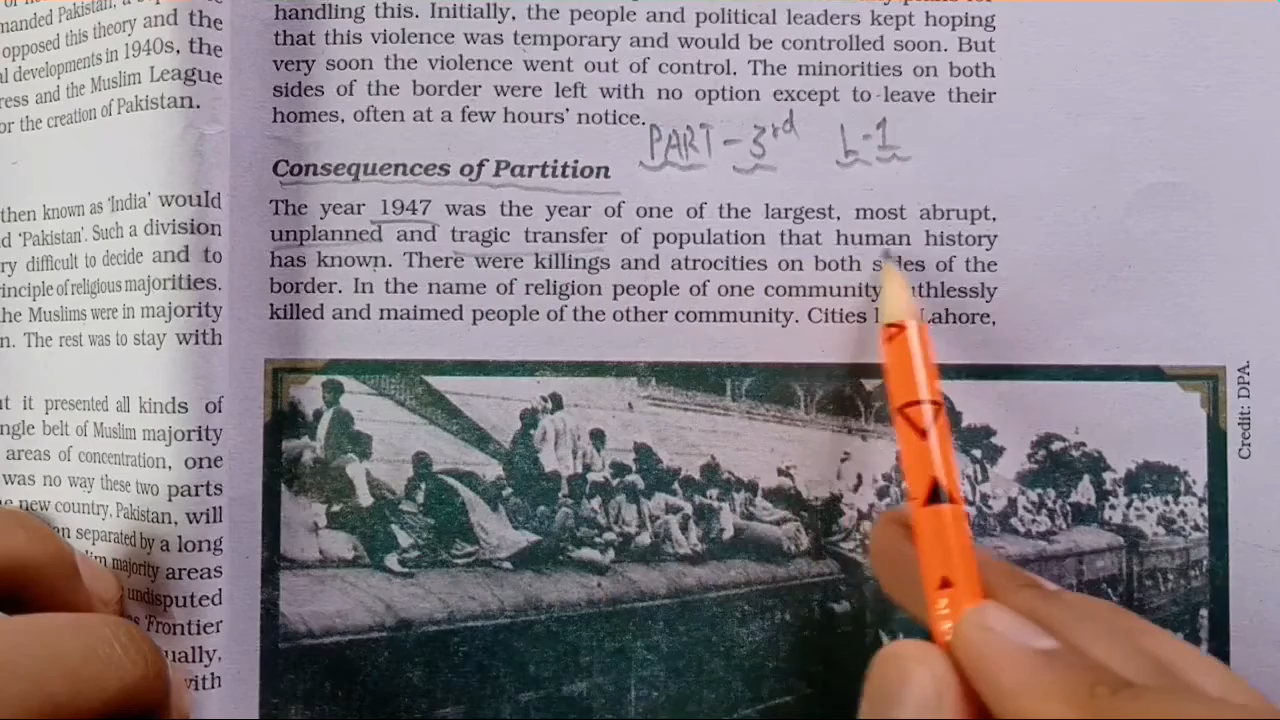 manded Pakistan, a
opposed this theory and the
al developments in 1940s, the
ress and the Muslim League
or the creation of Pakistan.
then known as 'India' would
d 'Pakistan'. Such a division
ry difficult to decide and to
rinciple of religious majorities.
he Muslims were in majority
n. The rest was to stay with
t it presented all kinds of
ngle belt of Muslim majority
areas of concentration, one
was no way these two parts
e new country, Pakistan, will
n separated by a long
lim majority areas
undisputed
'Frontier
ually,
with
handling this. Initially, the people and political leaders kept hoping
that this violence was temporary and would be controlled soon. But
very soon the violence went out of control. The minorities on both
sides of the border were left with no option except to leave their
homes, often at a few hours' notice.
PART-3rd L-1
Consequences of Partition
The year 1947 was the year of one of the largest, most abrupt,
unplanned and tragic transfer of population that human history
has known. There were killings and atrocities on both sides of the
border. In the name of religion people of one community ruthlessly
killed and maimed people of the other community. Cities Lahore,
Credit: DPA.